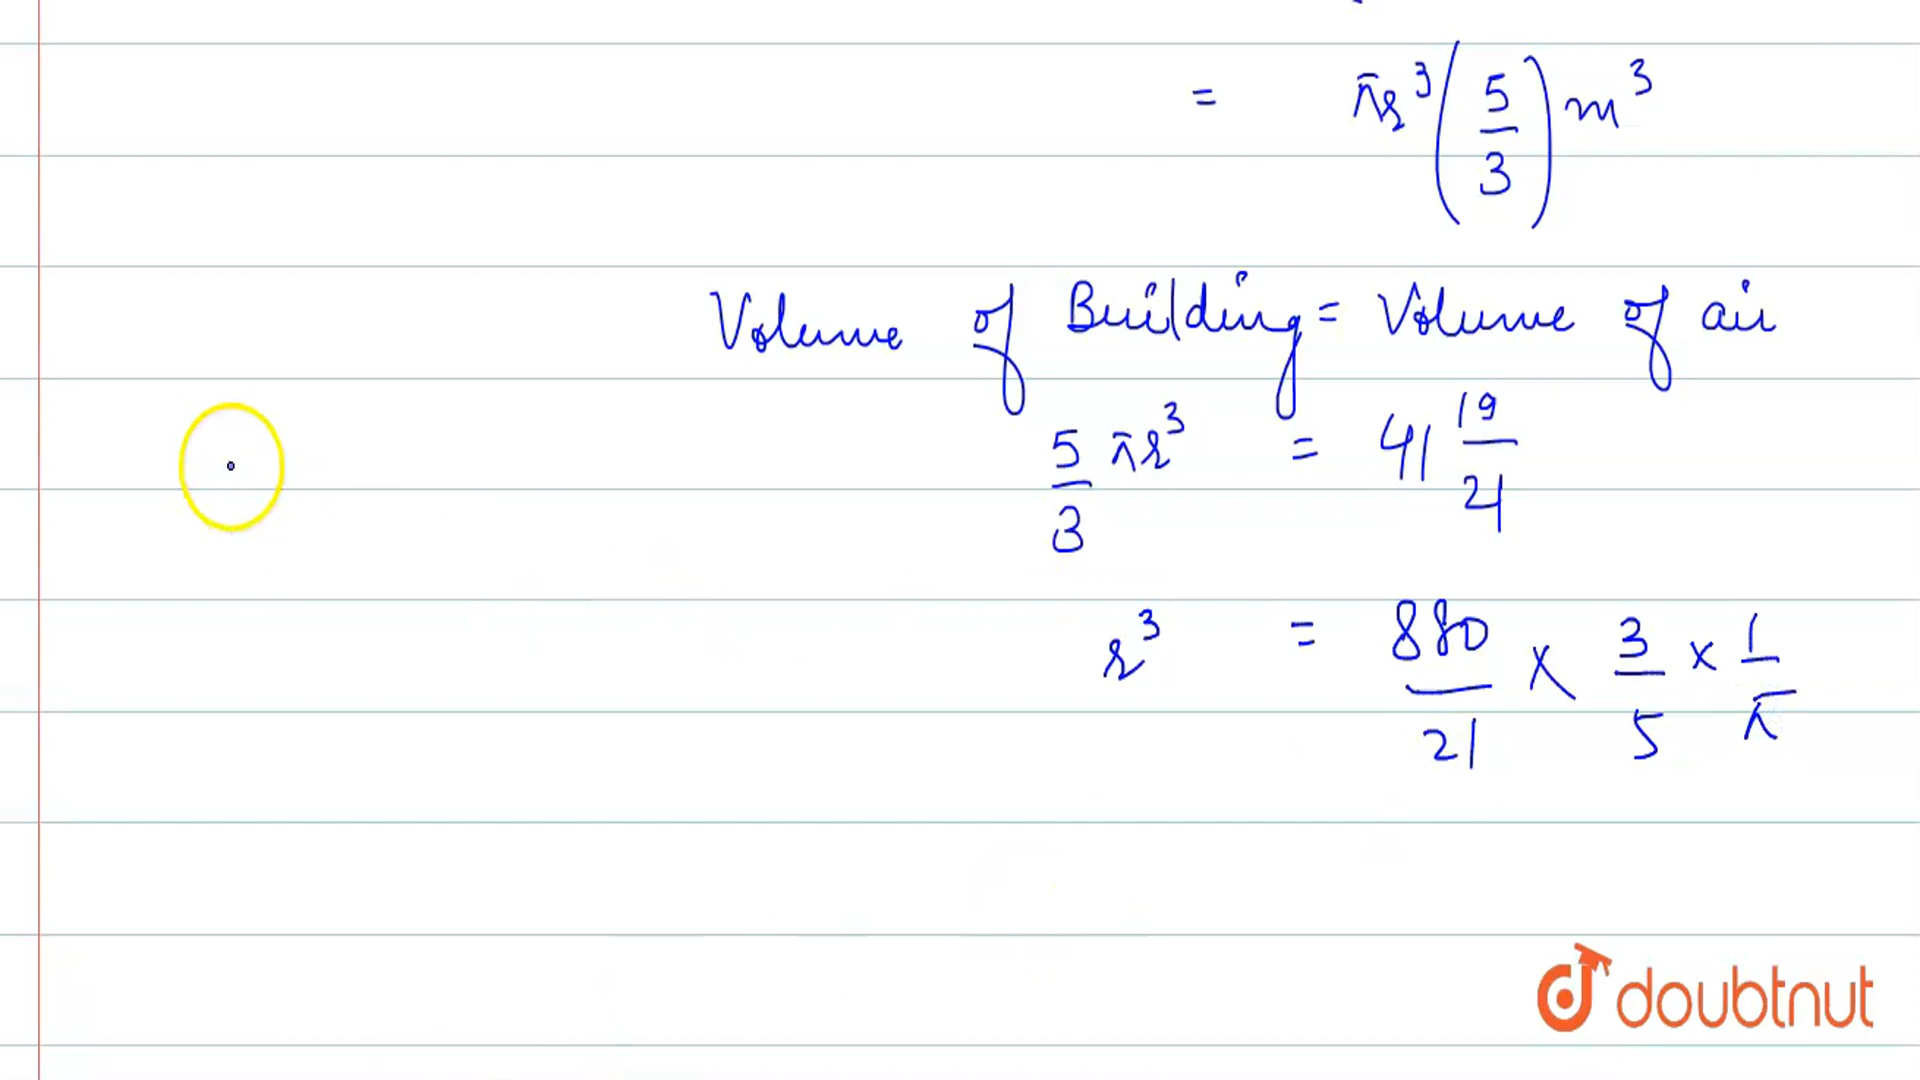 = πr³(5/3) m³
Volume of Building = Volume of air
5/3 πr³ = 41 19/21
r³ = 880/21 × 3/5 × 1/π
doubtnut